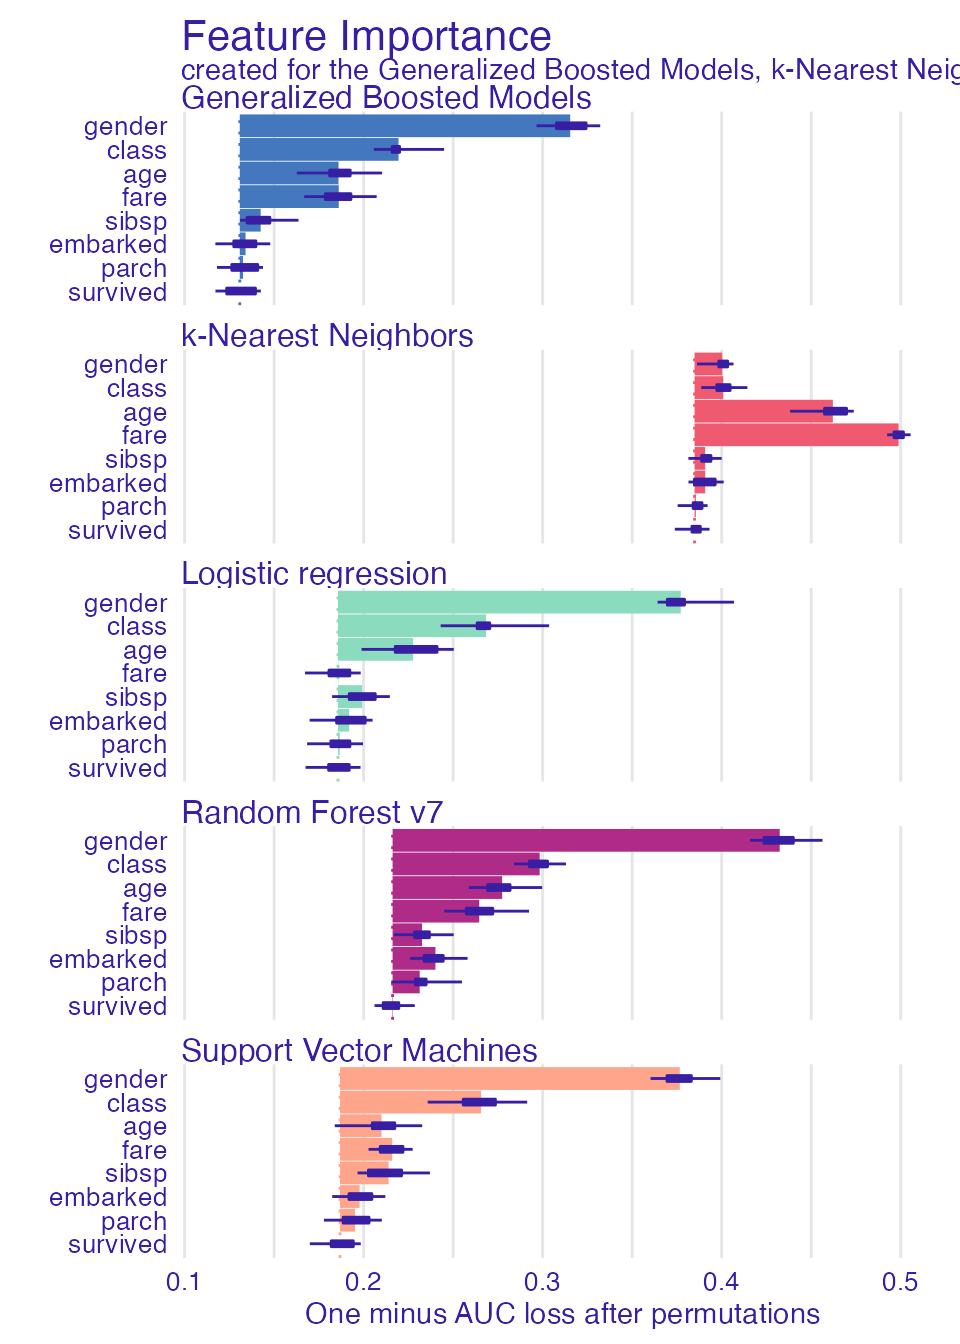 Feature Importance
created for the Generalized Boosted Models, k-Nearest Neig
Generalized Boosted Models
gender
class
age
fare
sibsp
embarked
parch
survived
k-Nearest Neighbors
gender
class
age
fare
sibsp
embarked
parch
survived
Logistic regression
gender
class
age
fare
sibsp
embarked
parch
survived
Random Forest v7
gender
class
age
fare
sibsp
embarked
parch
survived
Support Vector Machines
gender
class
age
fare
sibsp
embarked
parch
survived
0.1 0.2 0.3 0.4 0.5
One minus AUC loss after permutations